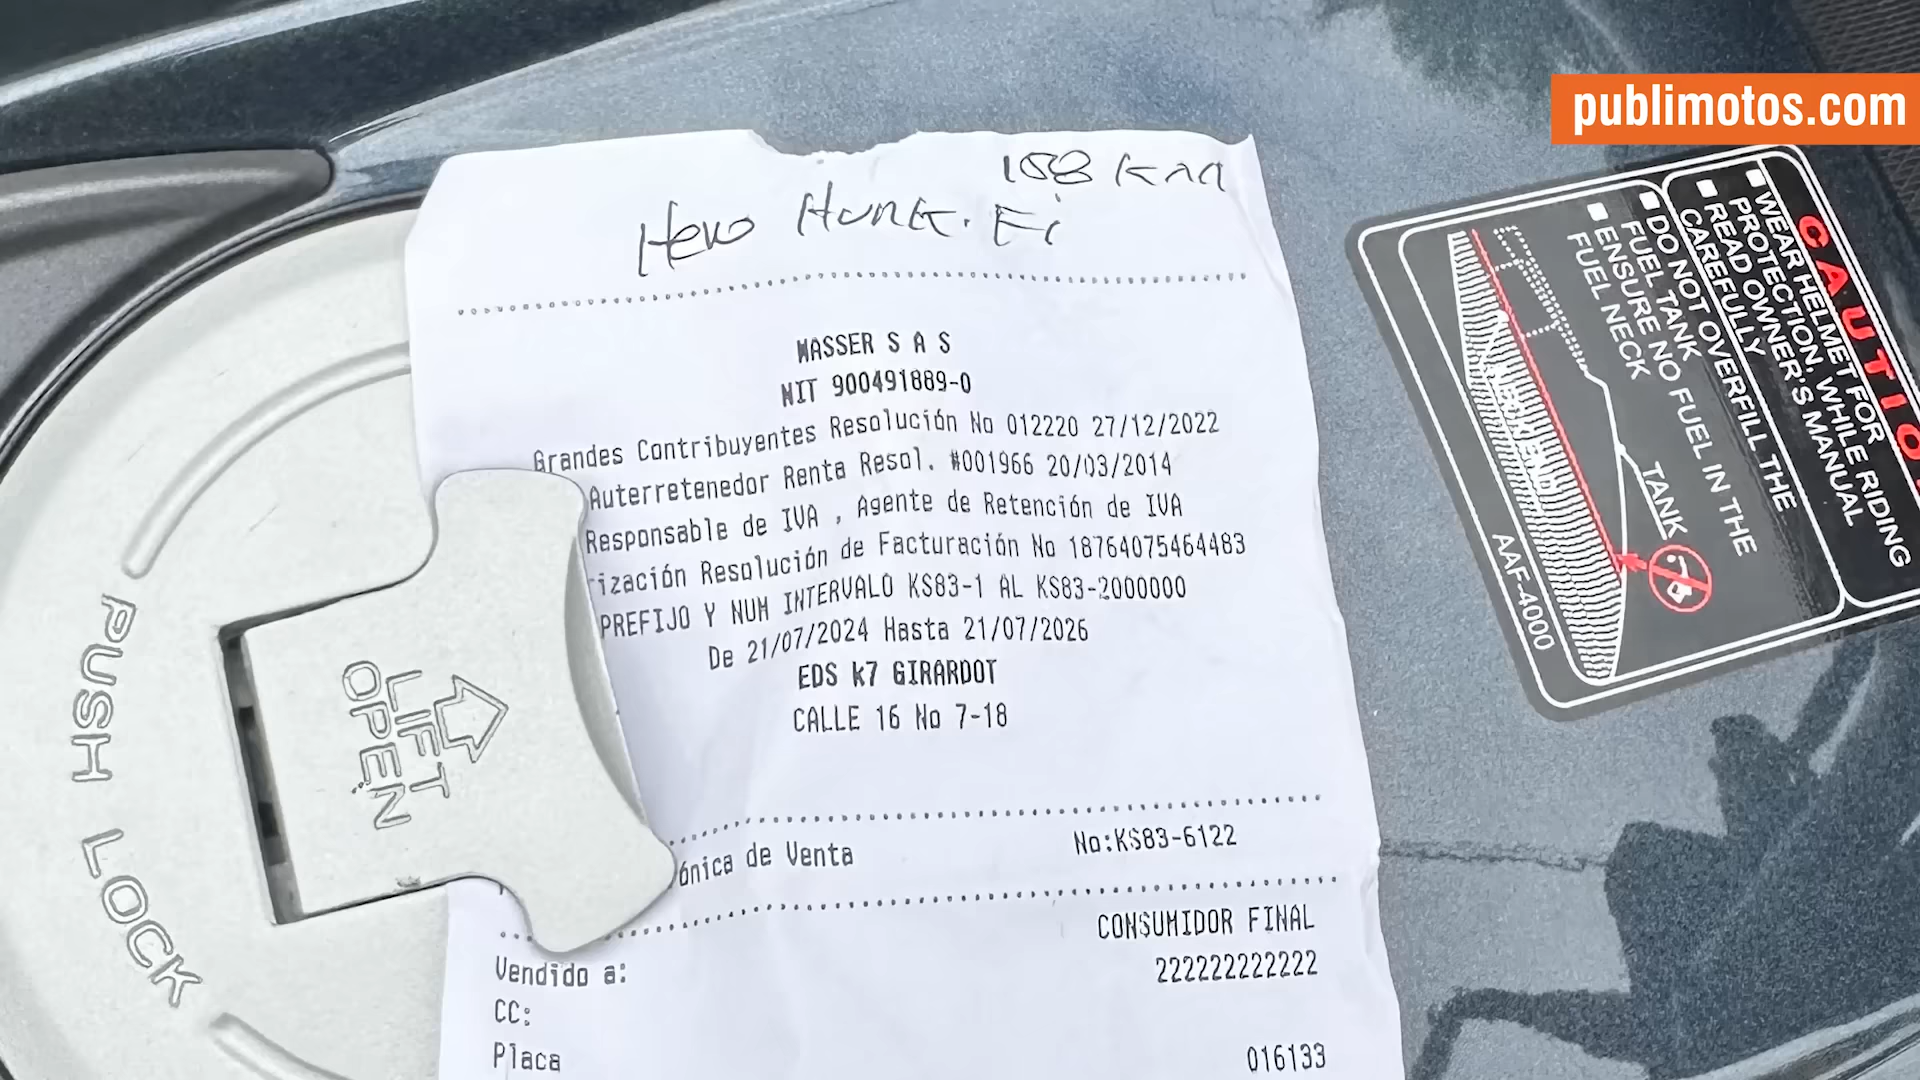 publimotos.com
168 Km
Hero Hunk. Fi
WASSER S A S
NIT 900491889-0
Grandes Contribuyentes Resolución No 012220 27/12/2022
Auterretenedor Renta Resol. #001966 20/03/2014
Responsable de IVA , Agente de Retención de IVA
ización Resolución de Facturación No 18764075464483
PREFIJO Y NUM INTERVALO KS83-1 AL KS83-2000000
De 21/07/2024 Hasta 21/07/2026
EDS k7 GIRARDOT
CALLE 16 No 7-18
ónica de Venta No:KS83-6122
CONSUMIDOR FINAL
Vendido a: 222222222222
CC:
Placa 016133
PUSH LOCK
LIFT
OPEN
CAUTIO
WEAR HELMET FOR
PROTECTION, WHILE RIDING
READ OWNER'S MANUAL
CAREFULLY
DO NOT OVERFILL THE
FUEL TANK
ENSURE NO FUEL IN THE
FUEL NECK
TANK
AAF-4000